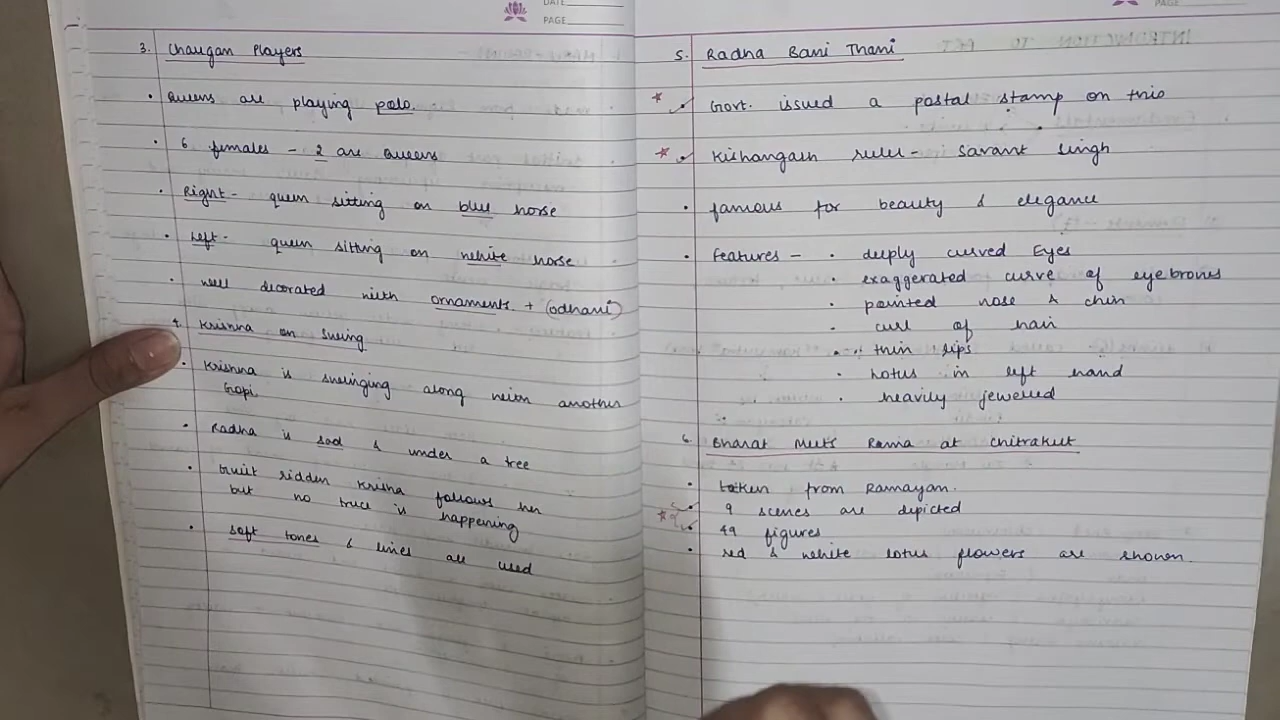 DATE
PAGE
3. Chaugan Players
• Queens are playing polo.
• 6 females - 2 are Queens
• Right - queen sitting on blue horse
• Left - queen sitting on white horse
• well decorated with ornaments + (odhani)
4. Krishna on swing
• Krishna is swinging along with another
Gopi.
• Radha is sad & under a tree
• Guilt ridden Krisna follows her
but no truce is happening
• soft tones & lines are used
PAGE
5. Radha Bani Thani
* Govt. issued a postal stamp on this
* Kishangarh ruler - Savant Singh
• famous for beauty & elegance
• features - • deeply curved Eyes
• exaggerated curve of eyebrows
• pointed nose & chin
• curl of hair
• thin lips
• Lotus in left hand
• heavily jewelled
6. Bharat Meets Rama at Chitrakut
• taken from Ramayan.
* 9 scenes are depicted
49 figures
• red & white lotus flowers are shown.